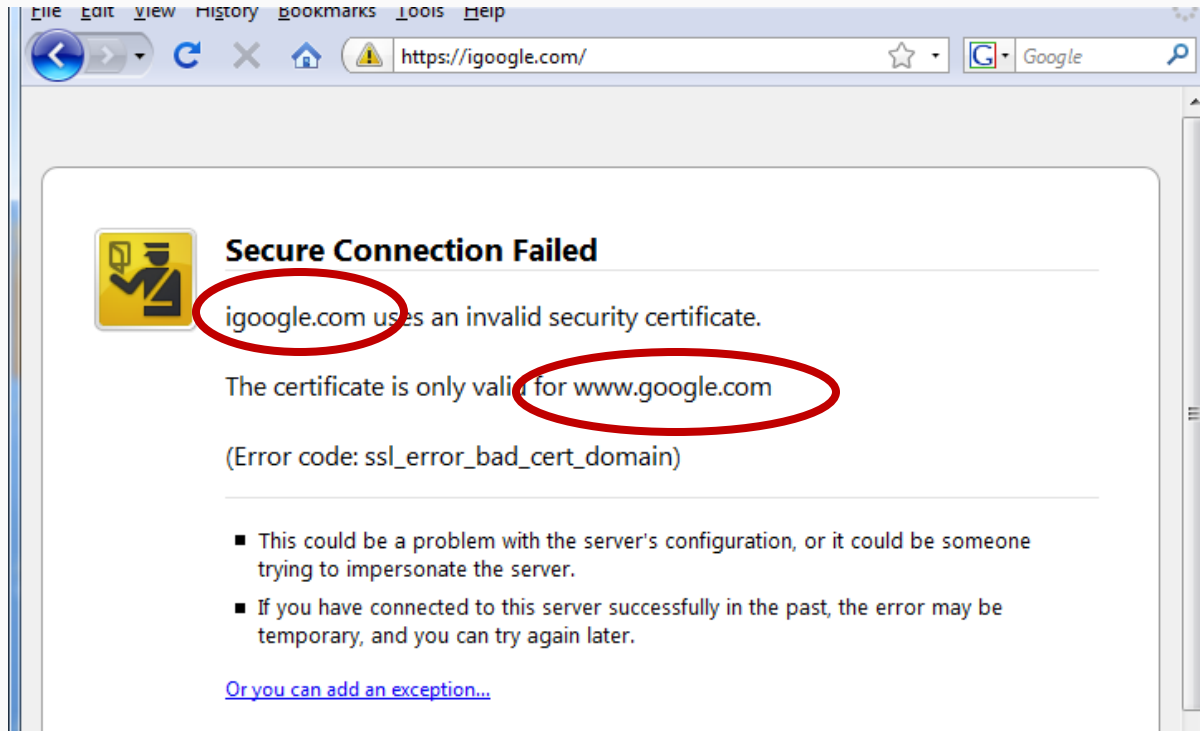 File Edit View History Bookmarks Tools Help
https://igoogle.com/ G Google
Secure Connection Failed
igoogle.com uses an invalid security certificate.
The certificate is only valid for www.google.com
(Error code: ssl_error_bad_cert_domain)
This could be a problem with the server's configuration, or it could be someone
trying to impersonate the server.
If you have connected to this server successfully in the past, the error may be
temporary, and you can try again later.
Or you can add an exception...